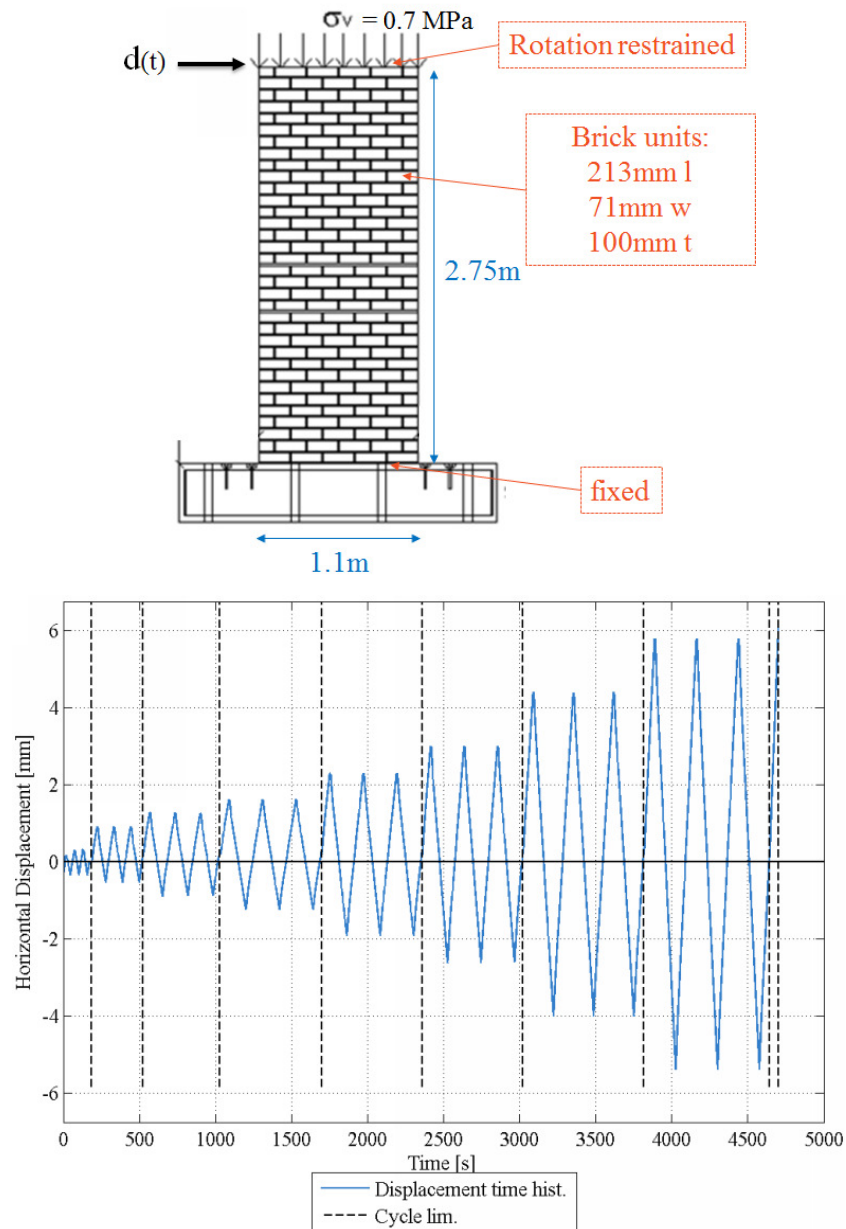 σv = 0.7 MPa
d(t)
Rotation restrained
Brick units:
213mm l
71mm w
100mm t
2.75m
fixed
1.1m
Horizontal Displacement [mm]
6
4
2
0
-2
-4
-6
0 500 1000 1500 2000 2500 3000 3500 4000 4500 5000
Time [s]
Displacement time hist.
Cycle lim.